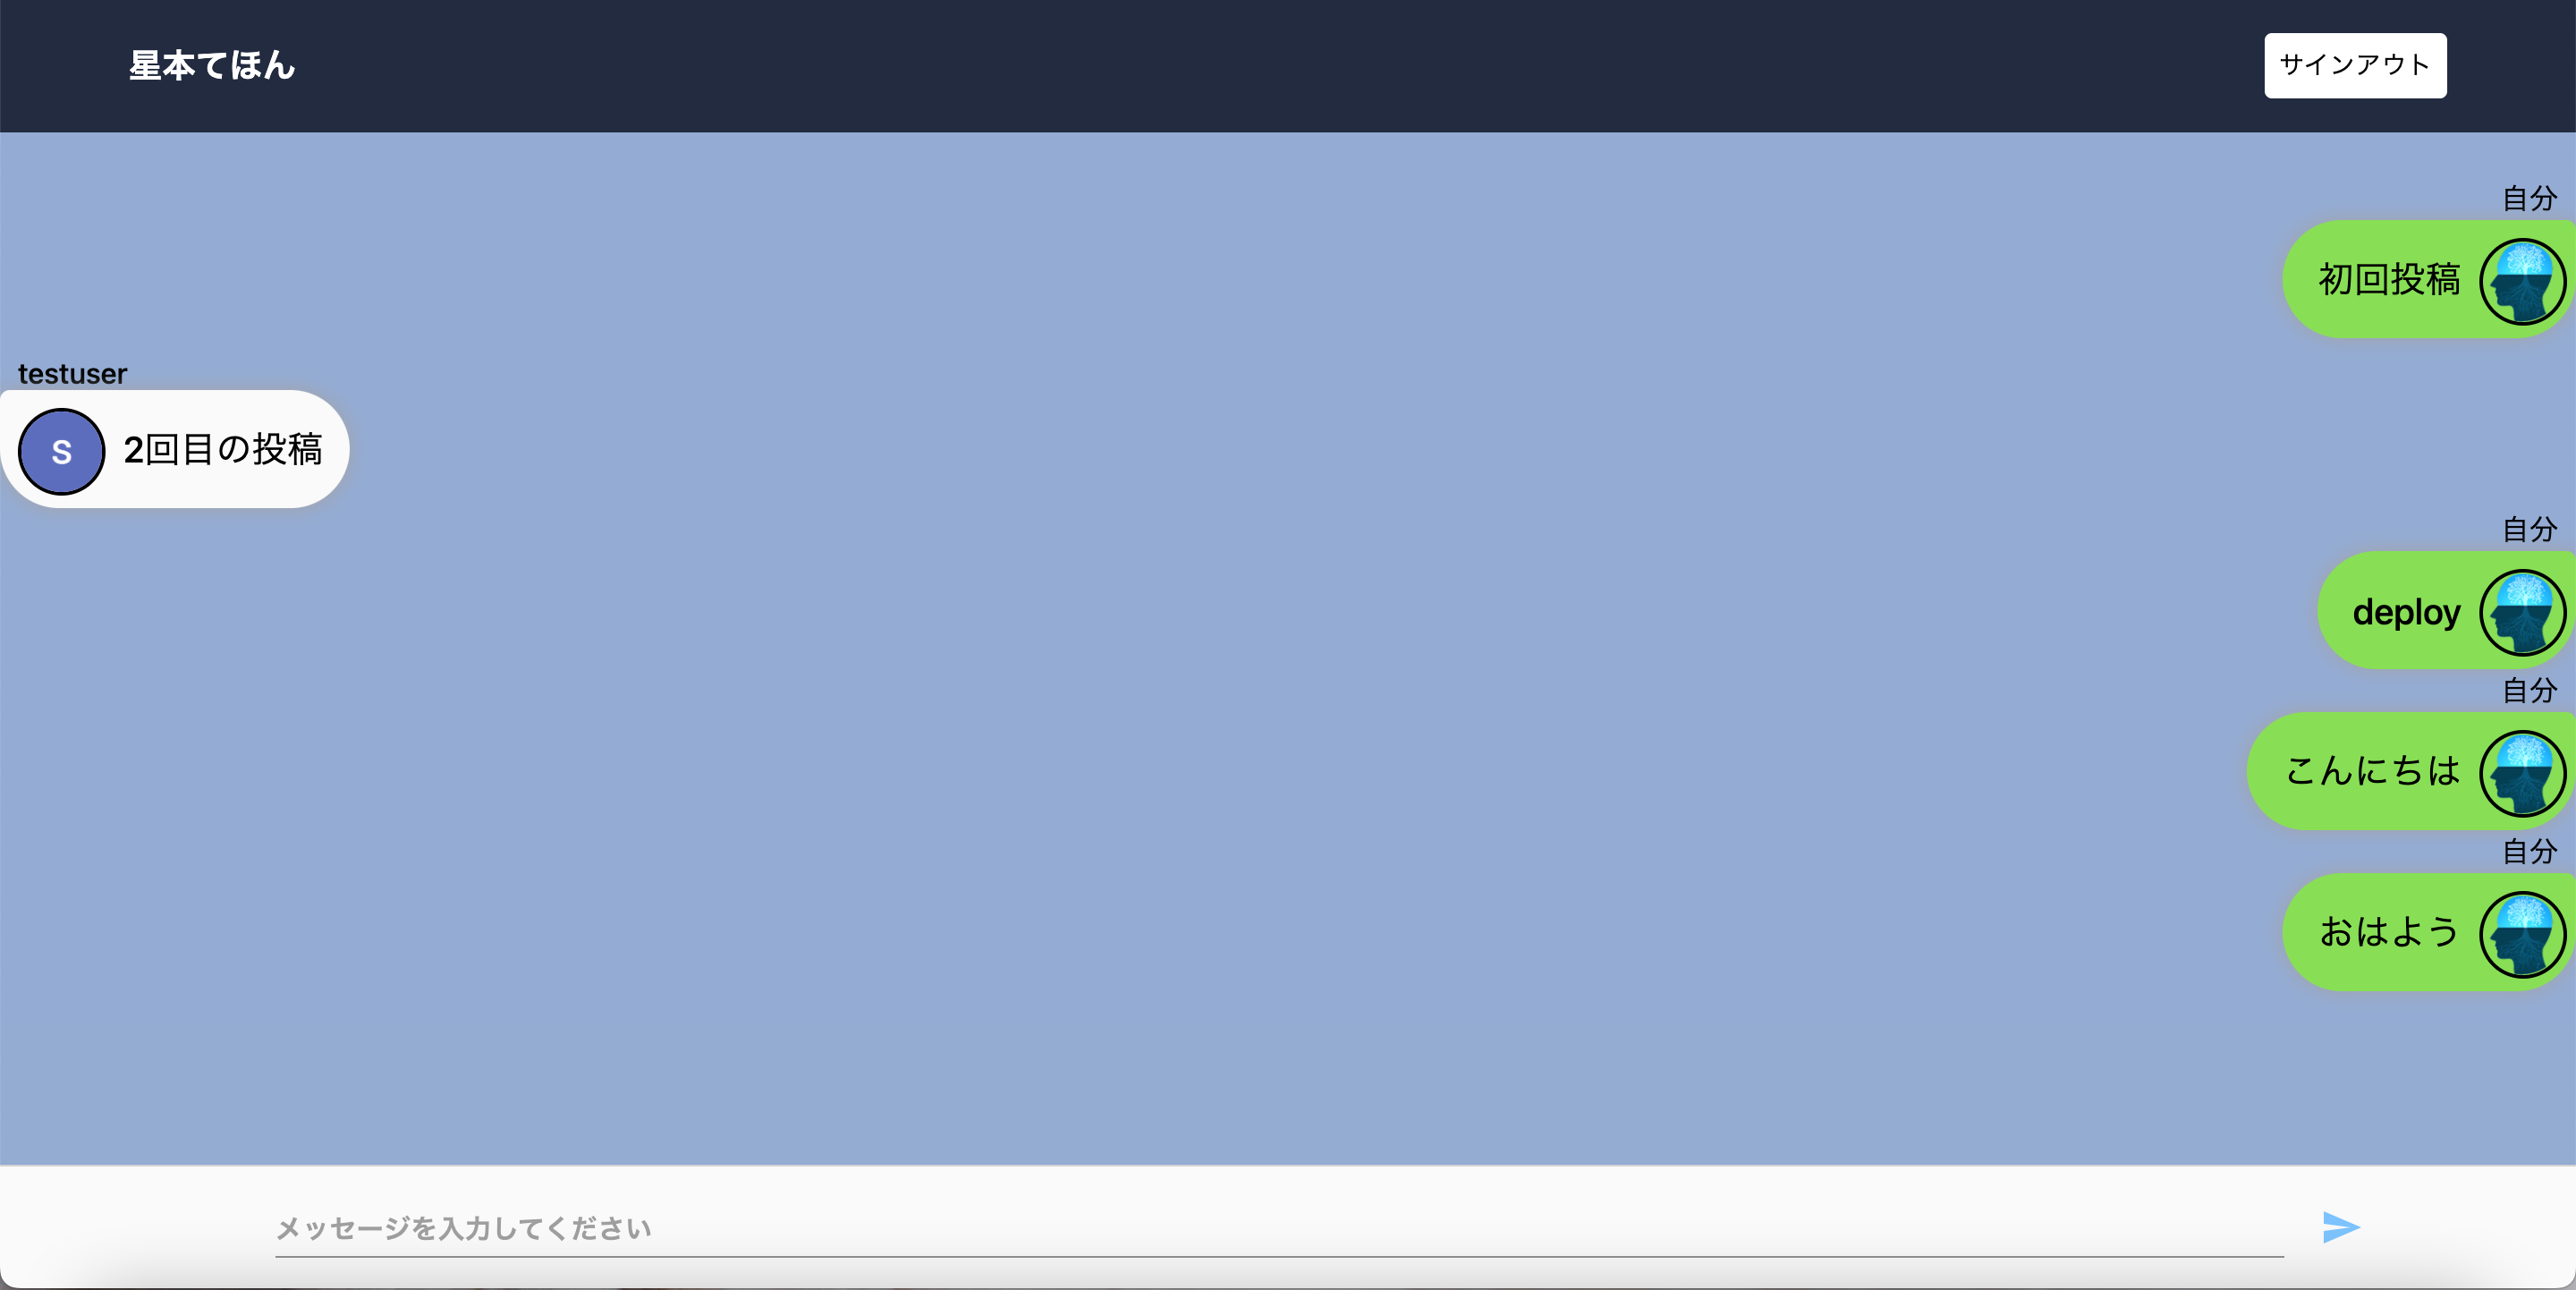 星本てほん
サインアウト
自分
初回投稿
testuser
S
2回目の投稿
自分
deploy
自分
こんにちは
自分
おはよう
メッセージを入力してください